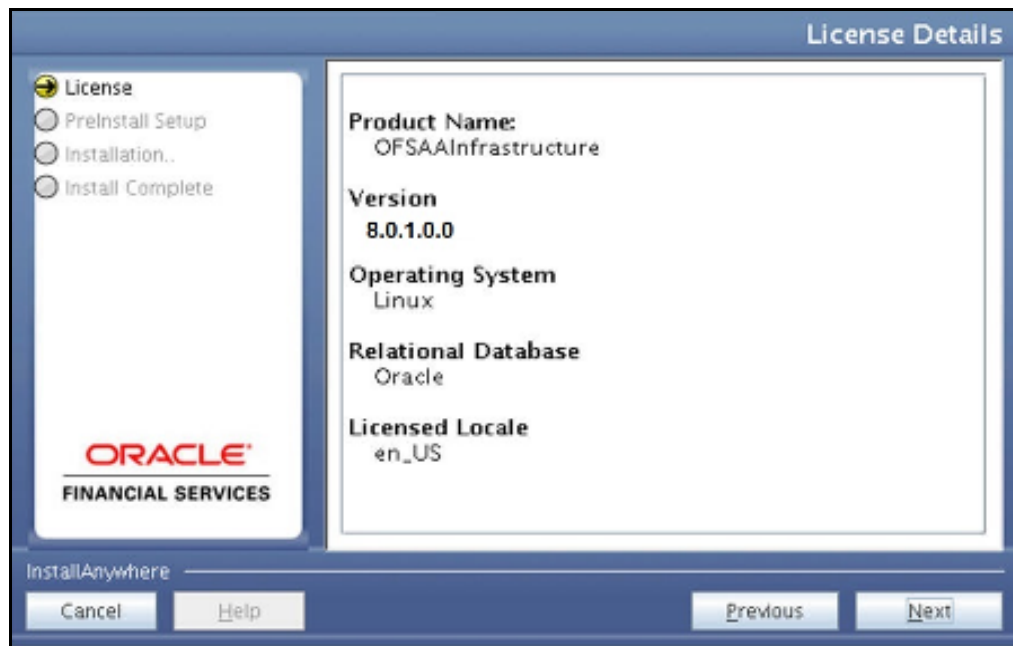 License Details
License
PreInstall Setup
Installation..
Install Complete
ORACLE
FINANCIAL SERVICES
Product Name:
OFSAAInfrastructure
Version
8.0.1.0.0
Operating System
Linux
Relational Database
Oracle
Licensed Locale
en_US
InstallAnywhere
Cancel
Help
Previous
Next